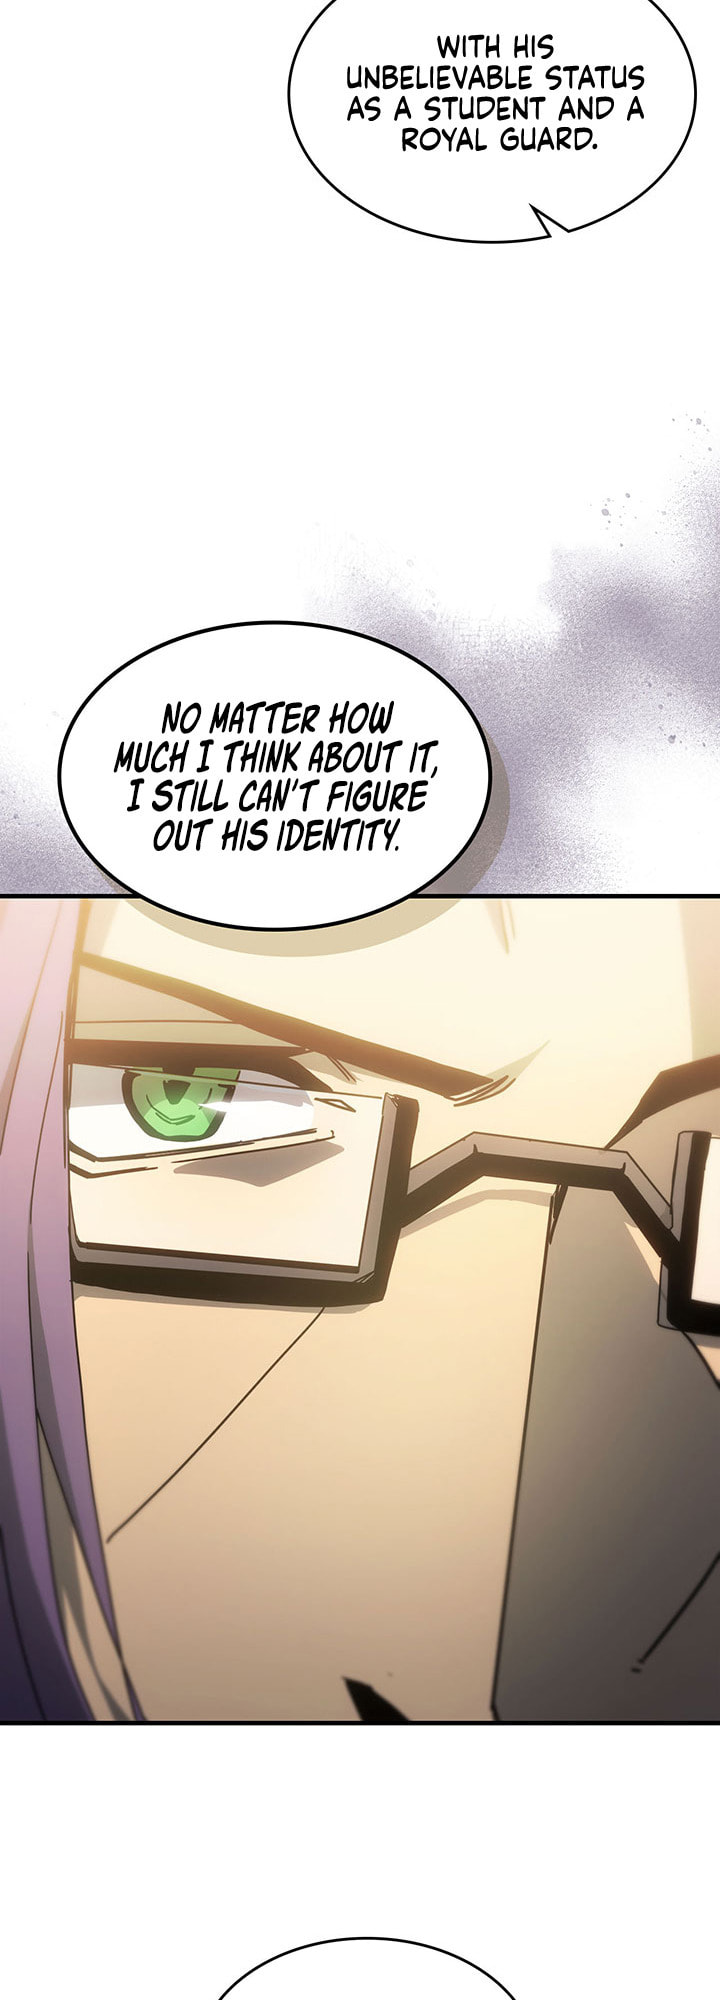 WITH HIS
UNBELIEVABLE STATUS
AS A STUDENT AND A
ROYAL GUARD.
NO MATTER HOW
MUCH I THINK ABOUT IT,
I STILL CAN'T FIGURE
OUT HIS IDENTITY.